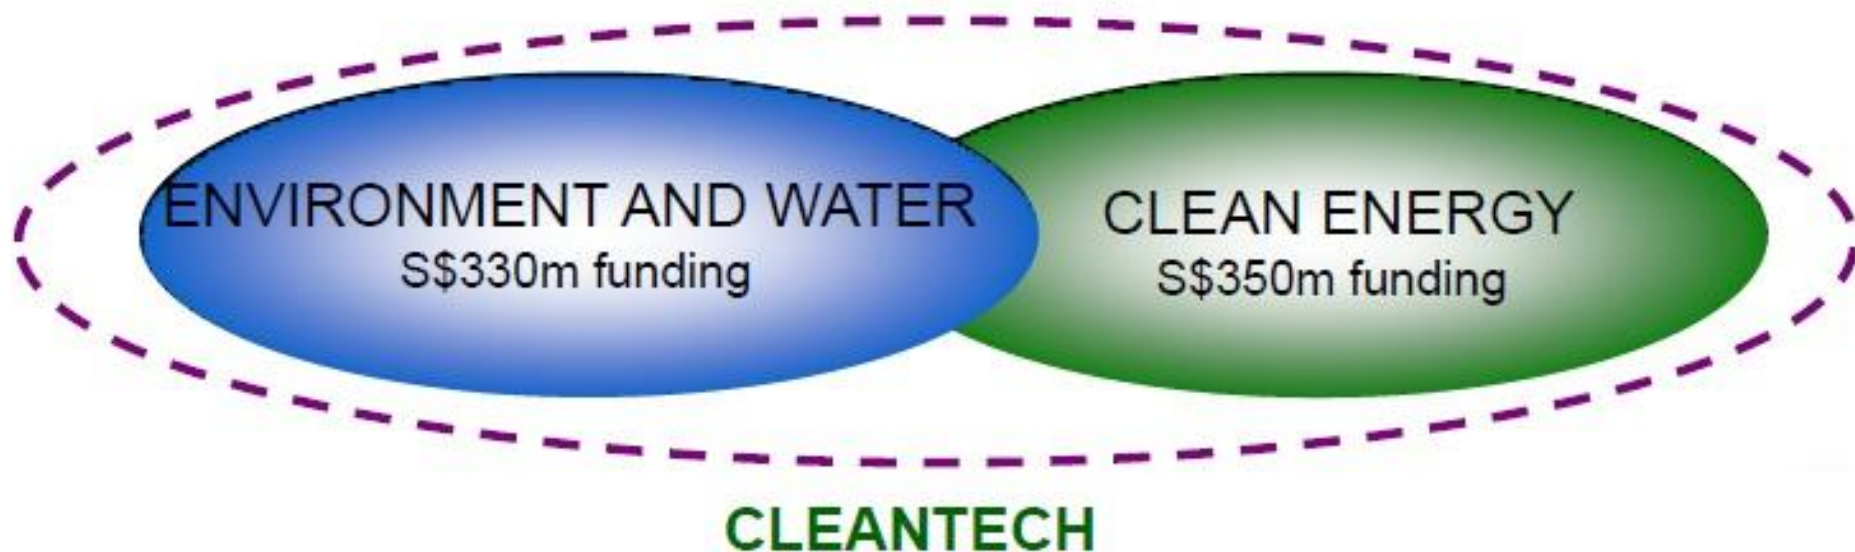 ENVIRONMENT AND WATER
S$330m funding
CLEAN ENERGY
S$350m funding
CLEANTECH